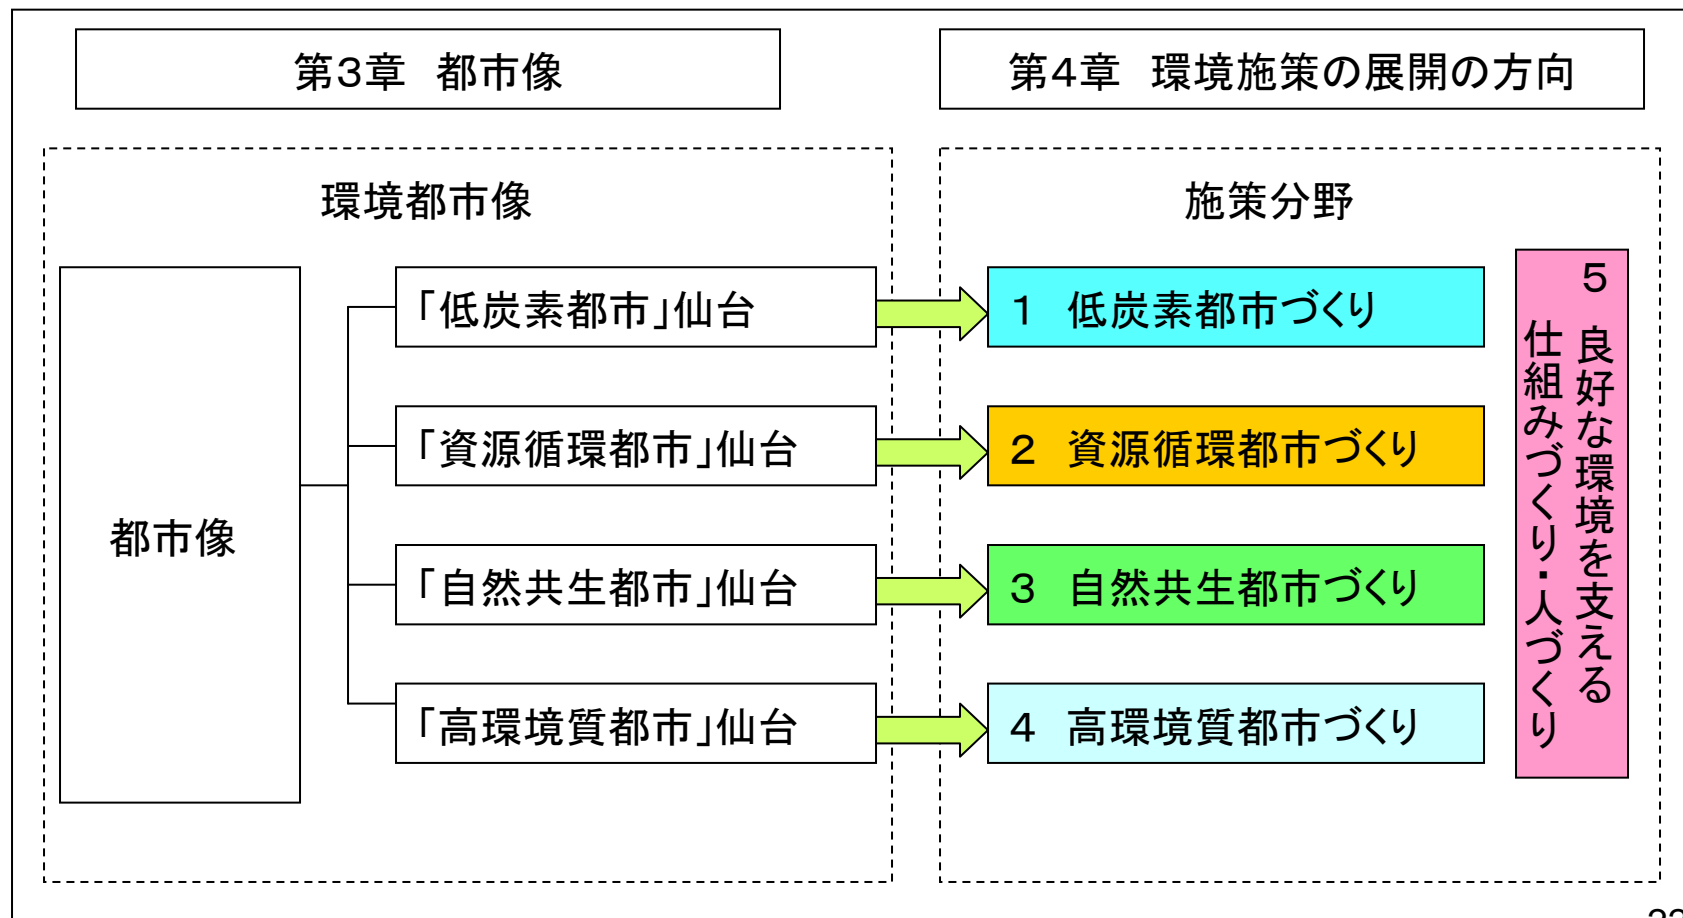 第3章　都市像
第4章　環境施策の展開の方向
環境都市像
施策分野
都市像
「低炭素都市」仙台
「資源循環都市」仙台
「自然共生都市」仙台
「高環境質都市」仙台
1　低炭素都市づくり
2　資源循環都市づくり
3　自然共生都市づくり
4　高環境質都市づくり
5　良好な環境を支える
仕組みづくり・人づくり